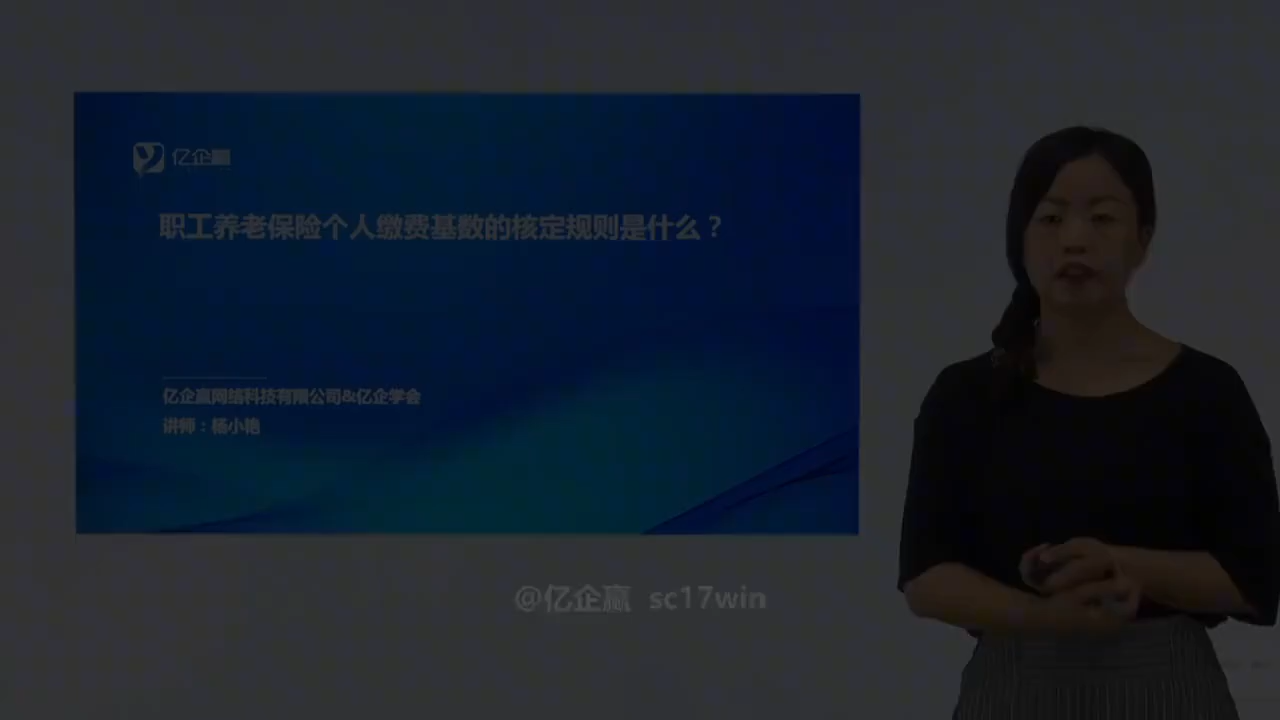 亿企赢
职工养老保险个人缴费基数的核定规则是什么？
亿企赢网络科技有限公司&亿企学会
讲师：杨小艳
@亿企赢 sc17win